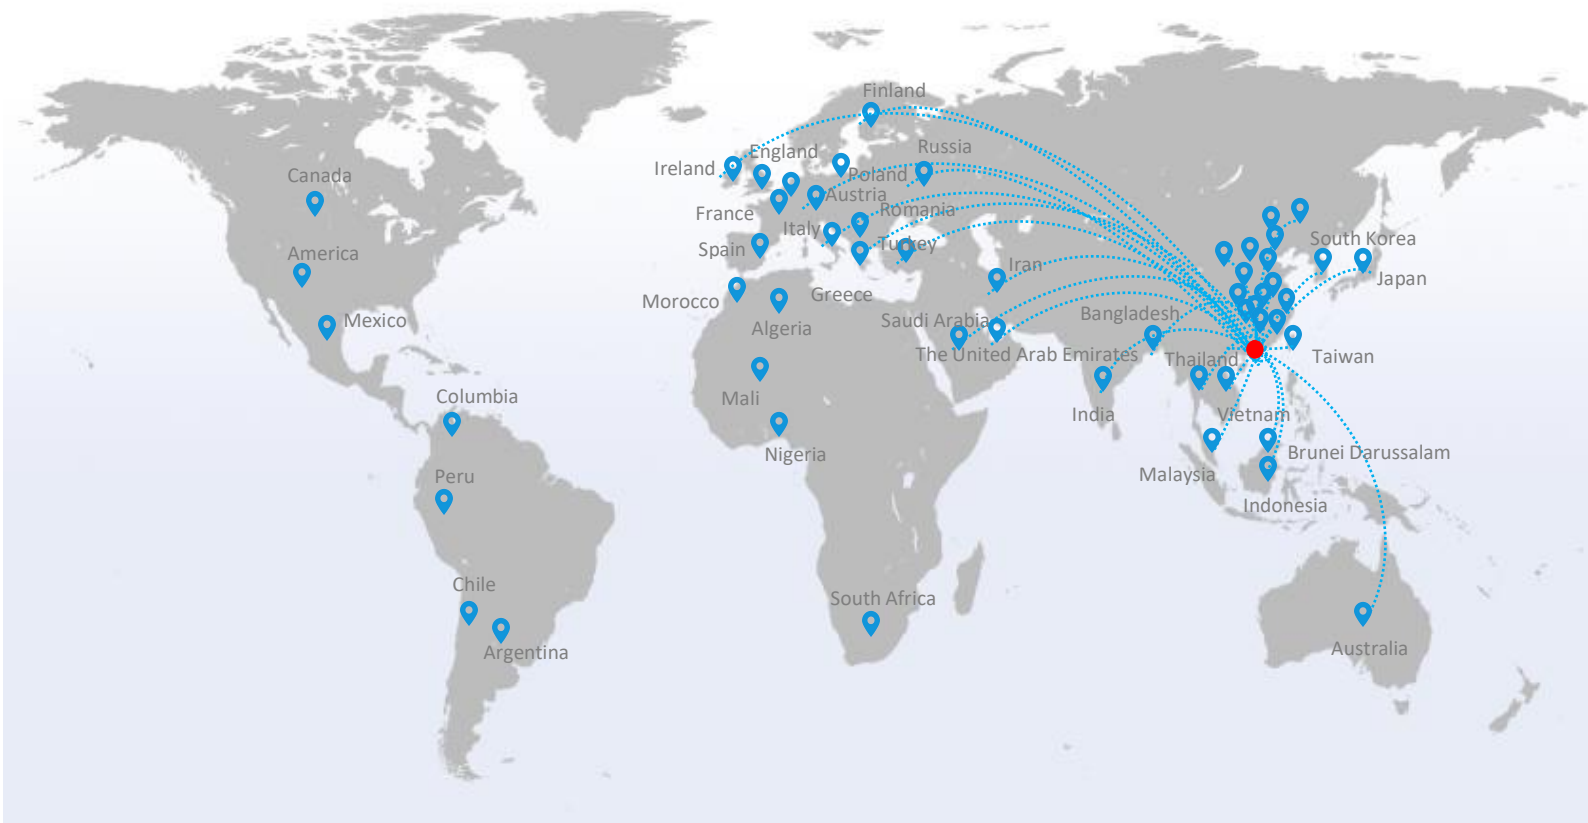 Finland
England
Russia
Ireland
Poland
Canada
Austria
France
Romania
Italy
South Korea
Spain
Turkey
America
Iran
Japan
Morocco
Greece
Mexico
Algeria
Saudi Arabia
Bangladesh
The United Arab Emirates
Thailand
Taiwan
Mali
Columbia
India
Vietnam
Nigeria
Brunei Darussalam
Peru
Malaysia
Indonesia
Chile
South Africa
Argentina
Australia